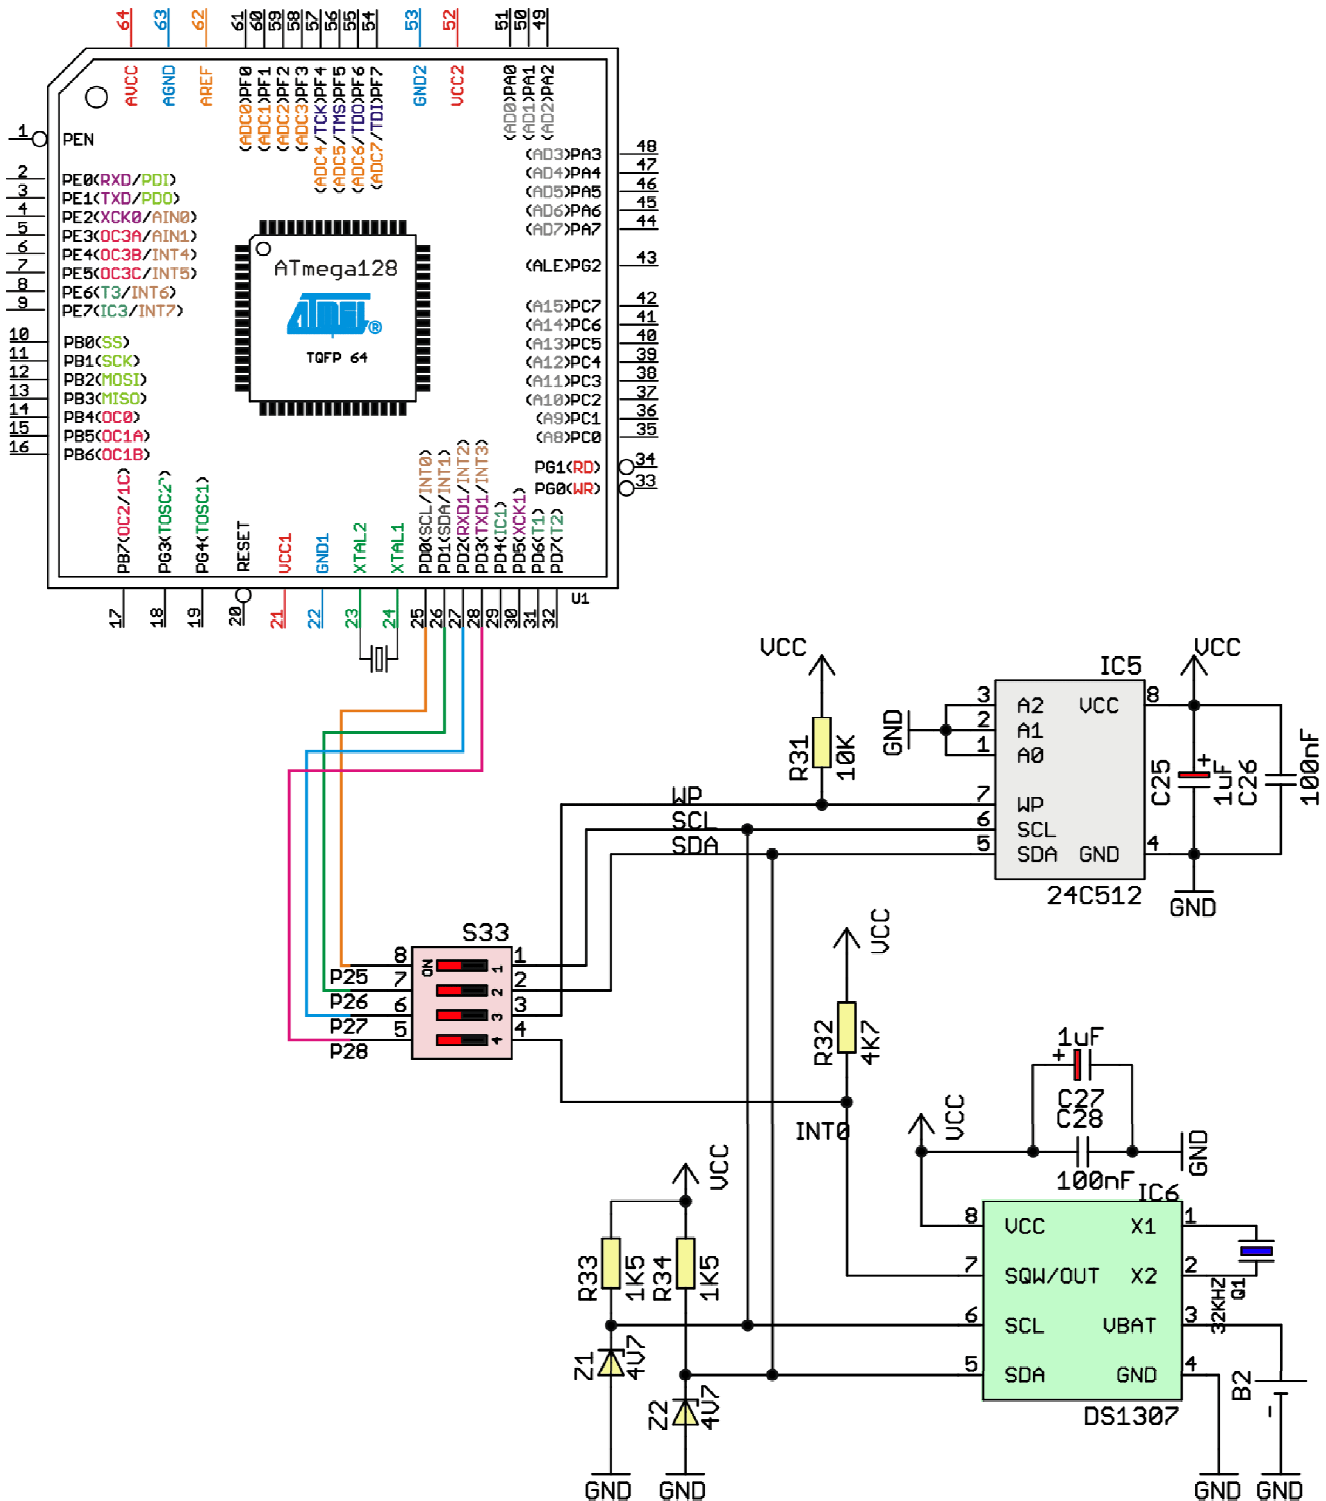 64 63 62 61 60 59 58 57 56 55 54 53 52 51 50 49
AVCC
AGND
AREF
(ADC0)PF0
(ADC1)PF1
(ADC2)PF2
(ADC3)PF3
(ADC4/TCK)PF4
(ADC5/TMS)PF5
(ADC6/TDO)PF6
(ADC7/TDI)PF7
GND2
VCC2
(AD0)PA0
(AD1)PA1
(AD2)PA2
1 PEN
2 PE0(RXD/PDI)
3 PE1(TXD/PDO)
4 PE2(XCK0/AIN0)
5 PE3(OC3A/AIN1)
6 PE4(OC3B/INT4)
7 PE5(OC3C/INT5)
8 PE6(T3/INT6)
9 PE7(IC3/INT7)
10 PB0(SS)
11 PB1(SCK)
12 PB2(MOSI)
13 PB3(MISO)
14 PB4(OC0)
15 PB5(OC1A)
16 PB6(OC1B)
ATmega128
ATMEL®
TQFP 64
(AD3)PA3 48
(AD4)PA4 47
(AD5)PA5 46
(AD6)PA6 45
(AD7)PA7 44
(ALE)PG2 43
(A15)PC7 42
(A14)PC6 41
(A13)PC5 40
(A12)PC4 39
(A11)PC3 38
(A10)PC2 37
(A9)PC1 36
(A8)PC0 35
PG1(RD) 34
PG0(WR) 33
PB7(OC2/1C)
PG3(TOSC2)
PG4(TOSC1)
RESET
VCC1
GND1
XTAL2
XTAL1
PD0(SCL/INT0)
PD1(SDA/INT1)
PD2(RXD1/INT2)
PD3(TXD1/INT3)
PD4(IC1)
PD5(XCK1)
PD6(T1)
PD7(T2)
17 18 19 20 21 22 23 24 25 26 27 28 29 30 31 32
U1
VCC
IC5
VCC
R31
10K
GND
3 A2 VCC 8
2 A1
1 A0
7 WP
6 SCL
5 SDA GND 4
24C512
C25
1uF
C26
100nF
GND
WP
SCL
SDA
S33
ON
P25 8 1 1
P26 7 2 2
P27 6 3 3
P28 5 4 4
VCC
R32
4K7
INT0
VCC
1uF
C27
C28
100nF
GND
VCC
R33
1K5
R34
1K5
Z1
4V7
Z2
4V7
GND
GND
IC6
8 VCC X1 1
7 SQW/OUT X2 2
6 SCL VBAT 3
5 SDA GND 4
DS1307
32KHZ
Q1
B2
-
GND
GND